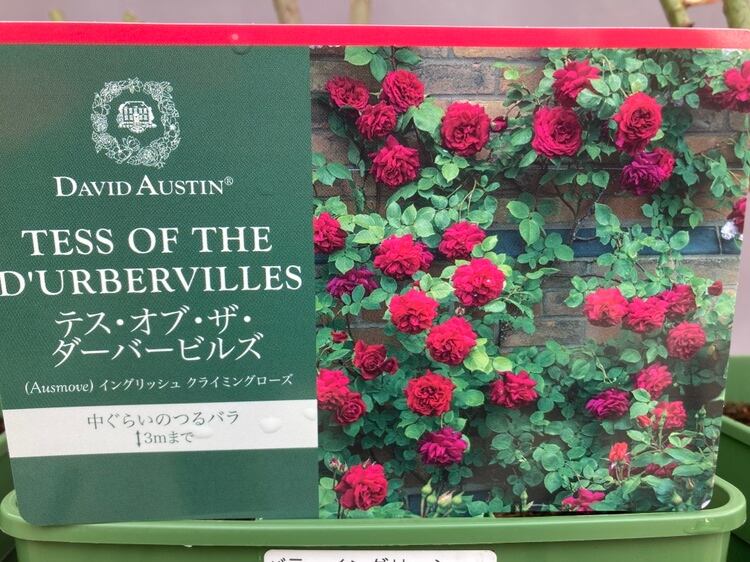 DAVID AUSTIN®
TESS OF THE
D'URBERVILLES
テス・オブ・ザ・
ダーバービルズ
(Ausmove) イングリッシュ クライミングローズ
中ぐらいのつるバラ
↕3mまで